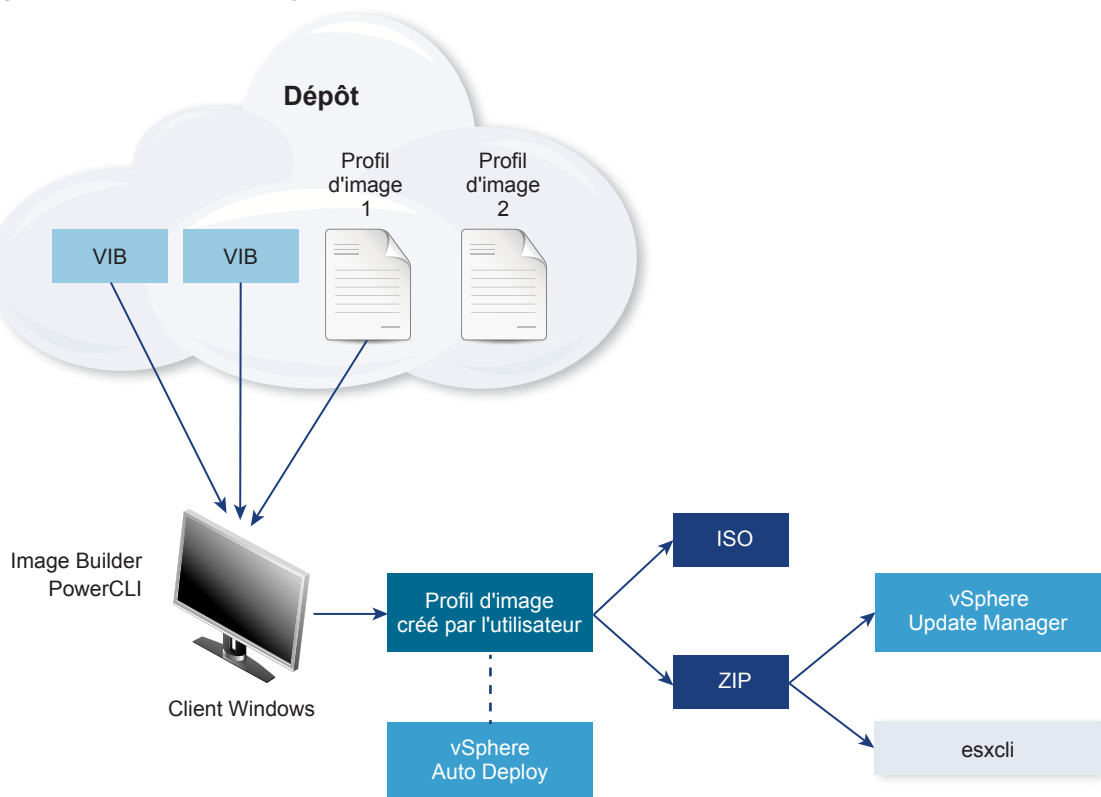 Dépôt
Profil
d'image
1
Profil
d'image
2
VIB
VIB
Image Builder
PowerCLI
Client Windows
Profil d'image
créé par l'utilisateur
vSphere
Auto Deploy
ISO
ZIP
vSphere
Update Manager
esxcli